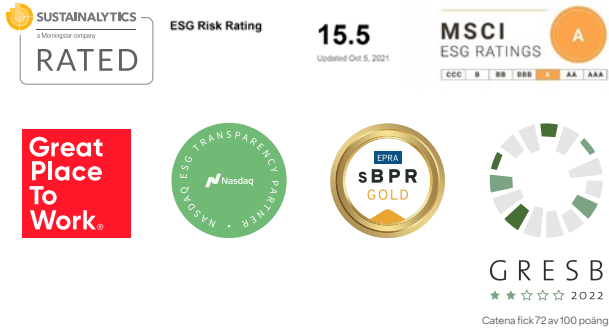 SUSTAINALYTICS
a Morningstar company
RATED
ESG Risk Rating
15.5
Updated Oct 5, 2021
MSCI
ESG RATINGS
A
CCC B BB BBB A AA AAA
Great
Place
To
Work®
NASDAQ ESG TRANSPARENCY PARTNER •
Nasdaq
EPRA
sBPR
GOLD
GRESB
2022
Catena fick 72 av 100 poäng